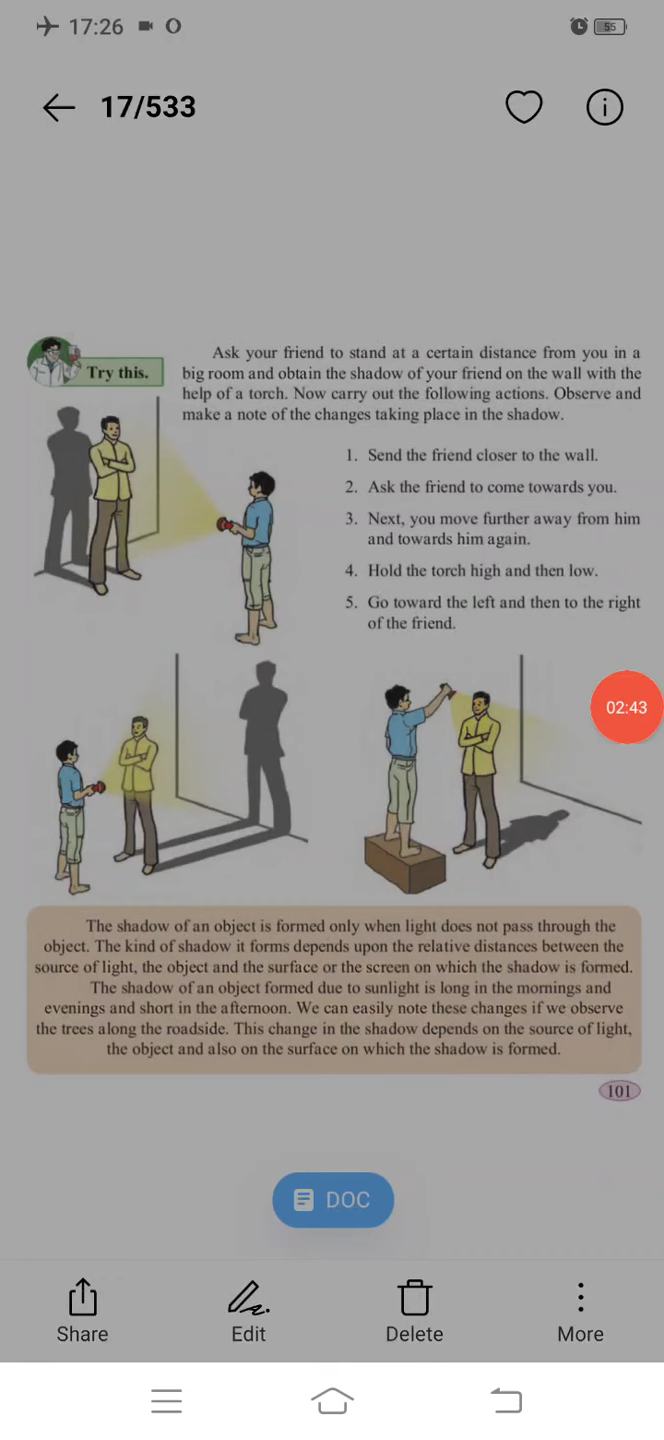 17:26
55
17/533
Try this.
Ask your friend to stand at a certain distance from you in a
big room and obtain the shadow of your friend on the wall with the
help of a torch. Now carry out the following actions. Observe and
make a note of the changes taking place in the shadow.
1. Send the friend closer to the wall.
2. Ask the friend to come towards you.
3. Next, you move further away from him
and towards him again.
4. Hold the torch high and then low.
5. Go toward the left and then to the right
of the friend.
02:43
The shadow of an object is formed only when light does not pass through the
object. The kind of shadow it forms depends upon the relative distances between the
source of light, the object and the surface or the screen on which the shadow is formed.
The shadow of an object formed due to sunlight is long in the mornings and
evenings and short in the afternoon. We can easily note these changes if we observe
the trees along the roadside. This change in the shadow depends on the source of light,
the object and also on the surface on which the shadow is formed.
101
DOC
Share
Edit
Delete
More